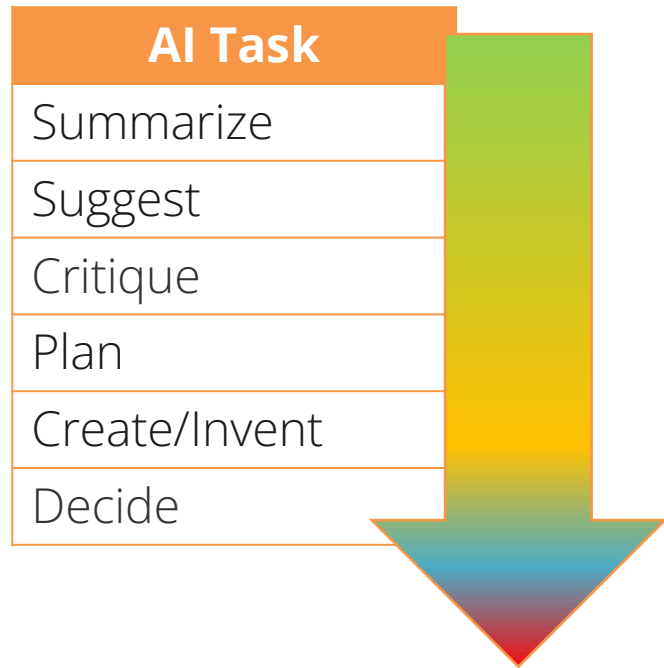 AI Task
Summarize
Suggest
Critique
Plan
Create/Invent
Decide